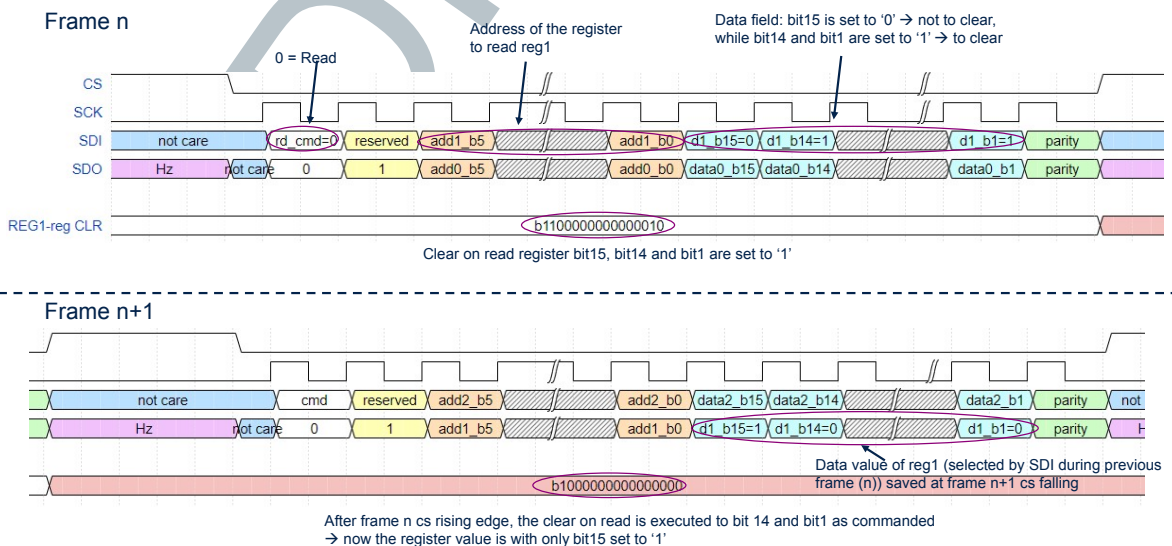 Frame n
Address of the register
to read reg1
Data field: bit15 is set to ‘0’ → not to clear,
while bit14 and bit1 are set to ‘1’ → to clear
0 = Read
CS
SCK
SDI not care rd_cmd=0 reserved add1_b5 add1_b0 d1_b15=0 d1_b14=1 d1_b1=1 parity
SDO Hz not care 0 1 add0_b5 add0_b0 data0_b15 data0_b14 data0_b1 parity
REG1-reg CLR b1100000000000010
Clear on read register bit15, bit14 and bit1 are set to ‘1’
Frame n+1
not care cmd reserved add2_b5 add2_b0 data2_b15 data2_b14 data2_b1 parity not
Hz not care 0 1 add1_b5 add1_b0 d1_b15=1 d1_b14=0 d1_b1=0 parity H
Data value of reg1 (selected by SDI during previous
frame (n)) saved at frame n+1 cs falling
b1000000000000000
After frame n cs rising edge, the clear on read is executed to bit 14 and bit1 as commanded
→ now the register value is with only bit15 set to ‘1’